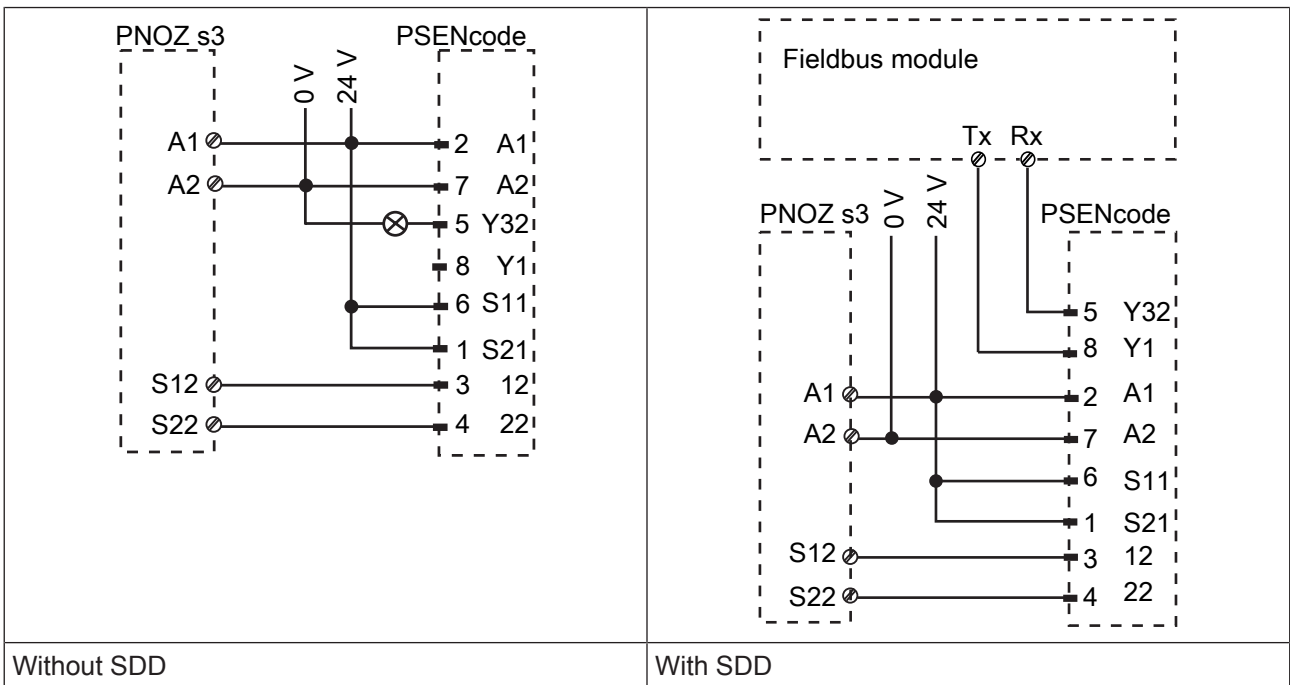 PNOZ s3
PSENcode
0 V
24 V
A1
2 A1
A2
7 A2
5 Y32
8 Y1
6 S11
1 S21
S12
3 12
S22
4 22
Without SDD
Fieldbus module
Tx Rx
PNOZ s3
0 V
24 V
PSENcode
5 Y32
8 Y1
A1
2 A1
A2
7 A2
6 S11
1 S21
S12
3 12
S22
4 22
With SDD